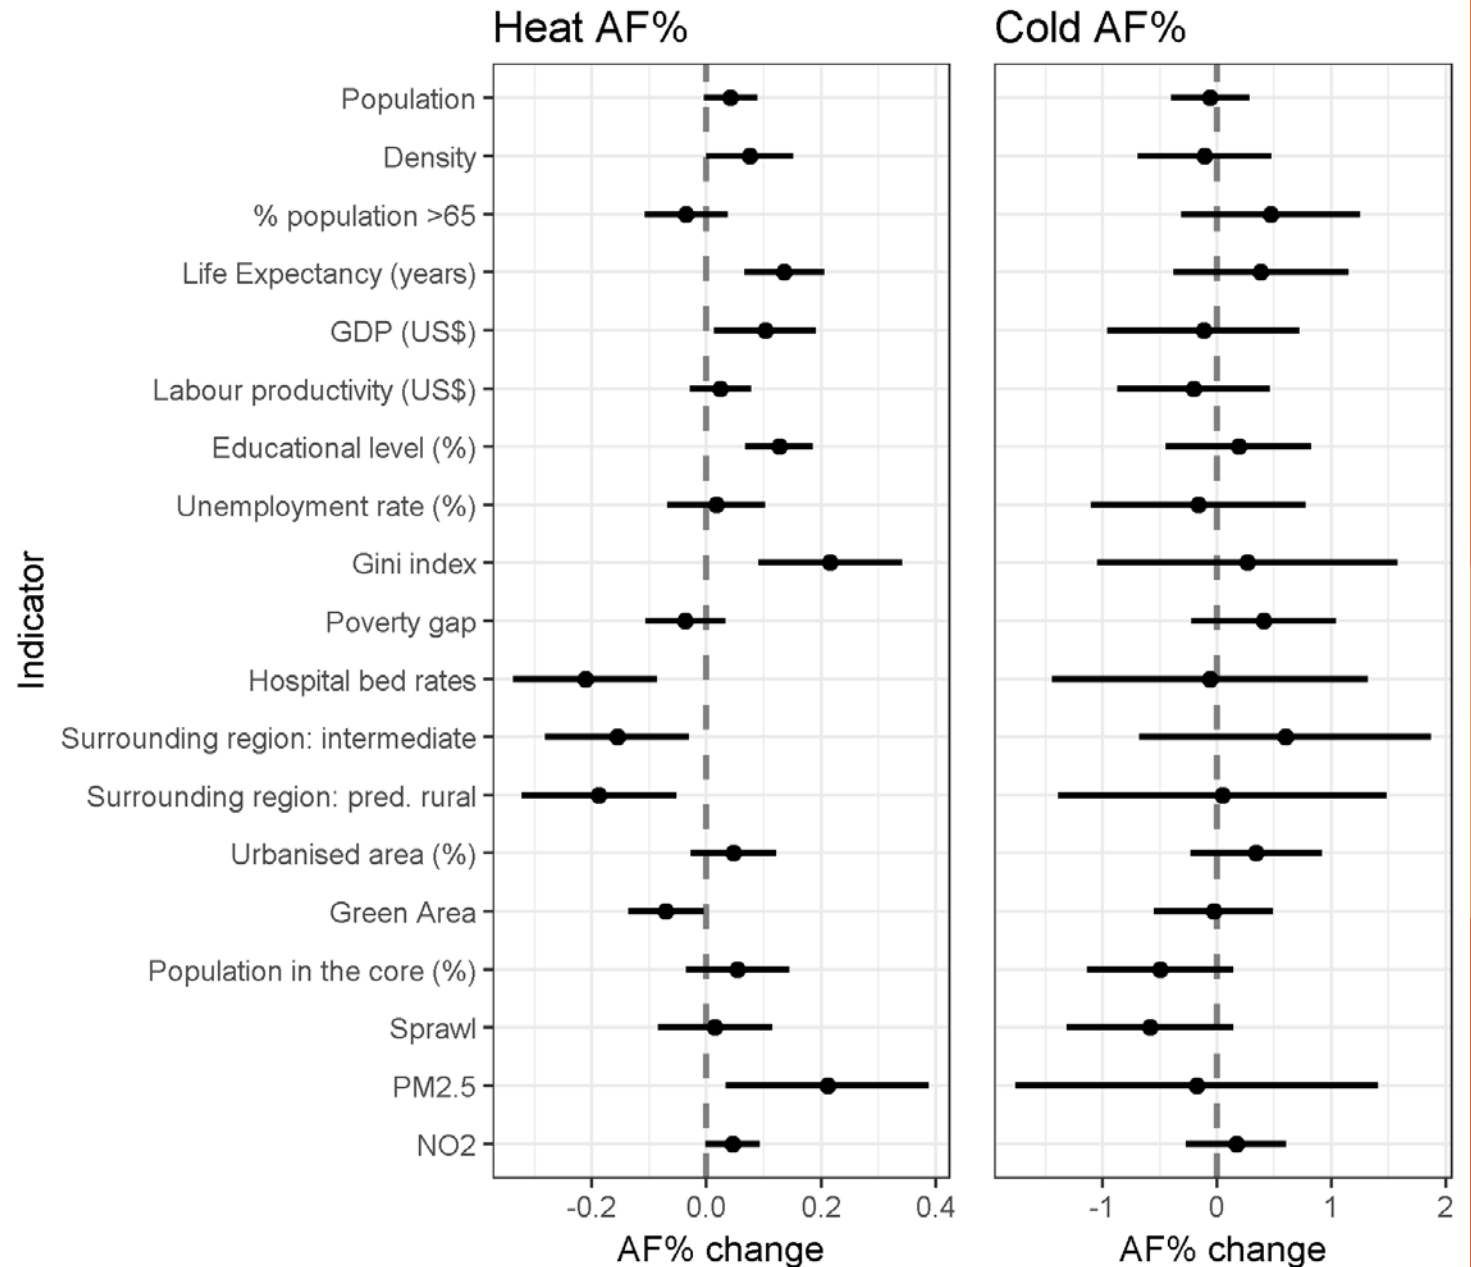 Heat AF%
Cold AF%
Indicator
Population
Density
% population >65
Life Expectancy (years)
GDP (US$)
Labour productivity (US$)
Educational level (%)
Unemployment rate (%)
Gini index
Poverty gap
Hospital bed rates
Surrounding region: intermediate
Surrounding region: pred. rural
Urbanised area (%)
Green Area
Population in the core (%)
Sprawl
PM2.5
NO2
-0.2 0.0 0.2 0.4
-1 0 1 2
AF% change
AF% change